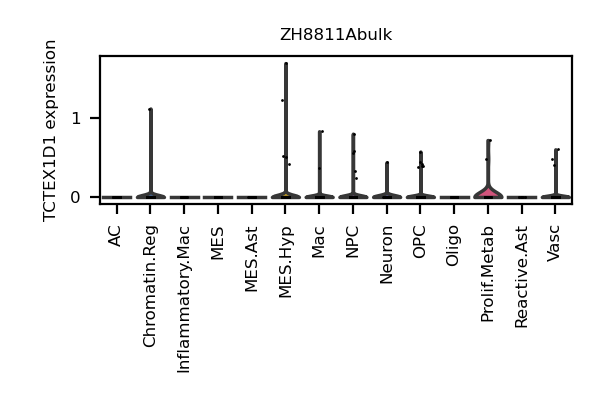 ZH8811Abulk
TCTEX1D1 expression
1
0
AC
Chromatin.Reg
Inflammatory.Mac
MES
MES.Ast
MES.Hyp
Mac
NPC
Neuron
OPC
Oligo
Prolif.Metab
Reactive.Ast
Vasc